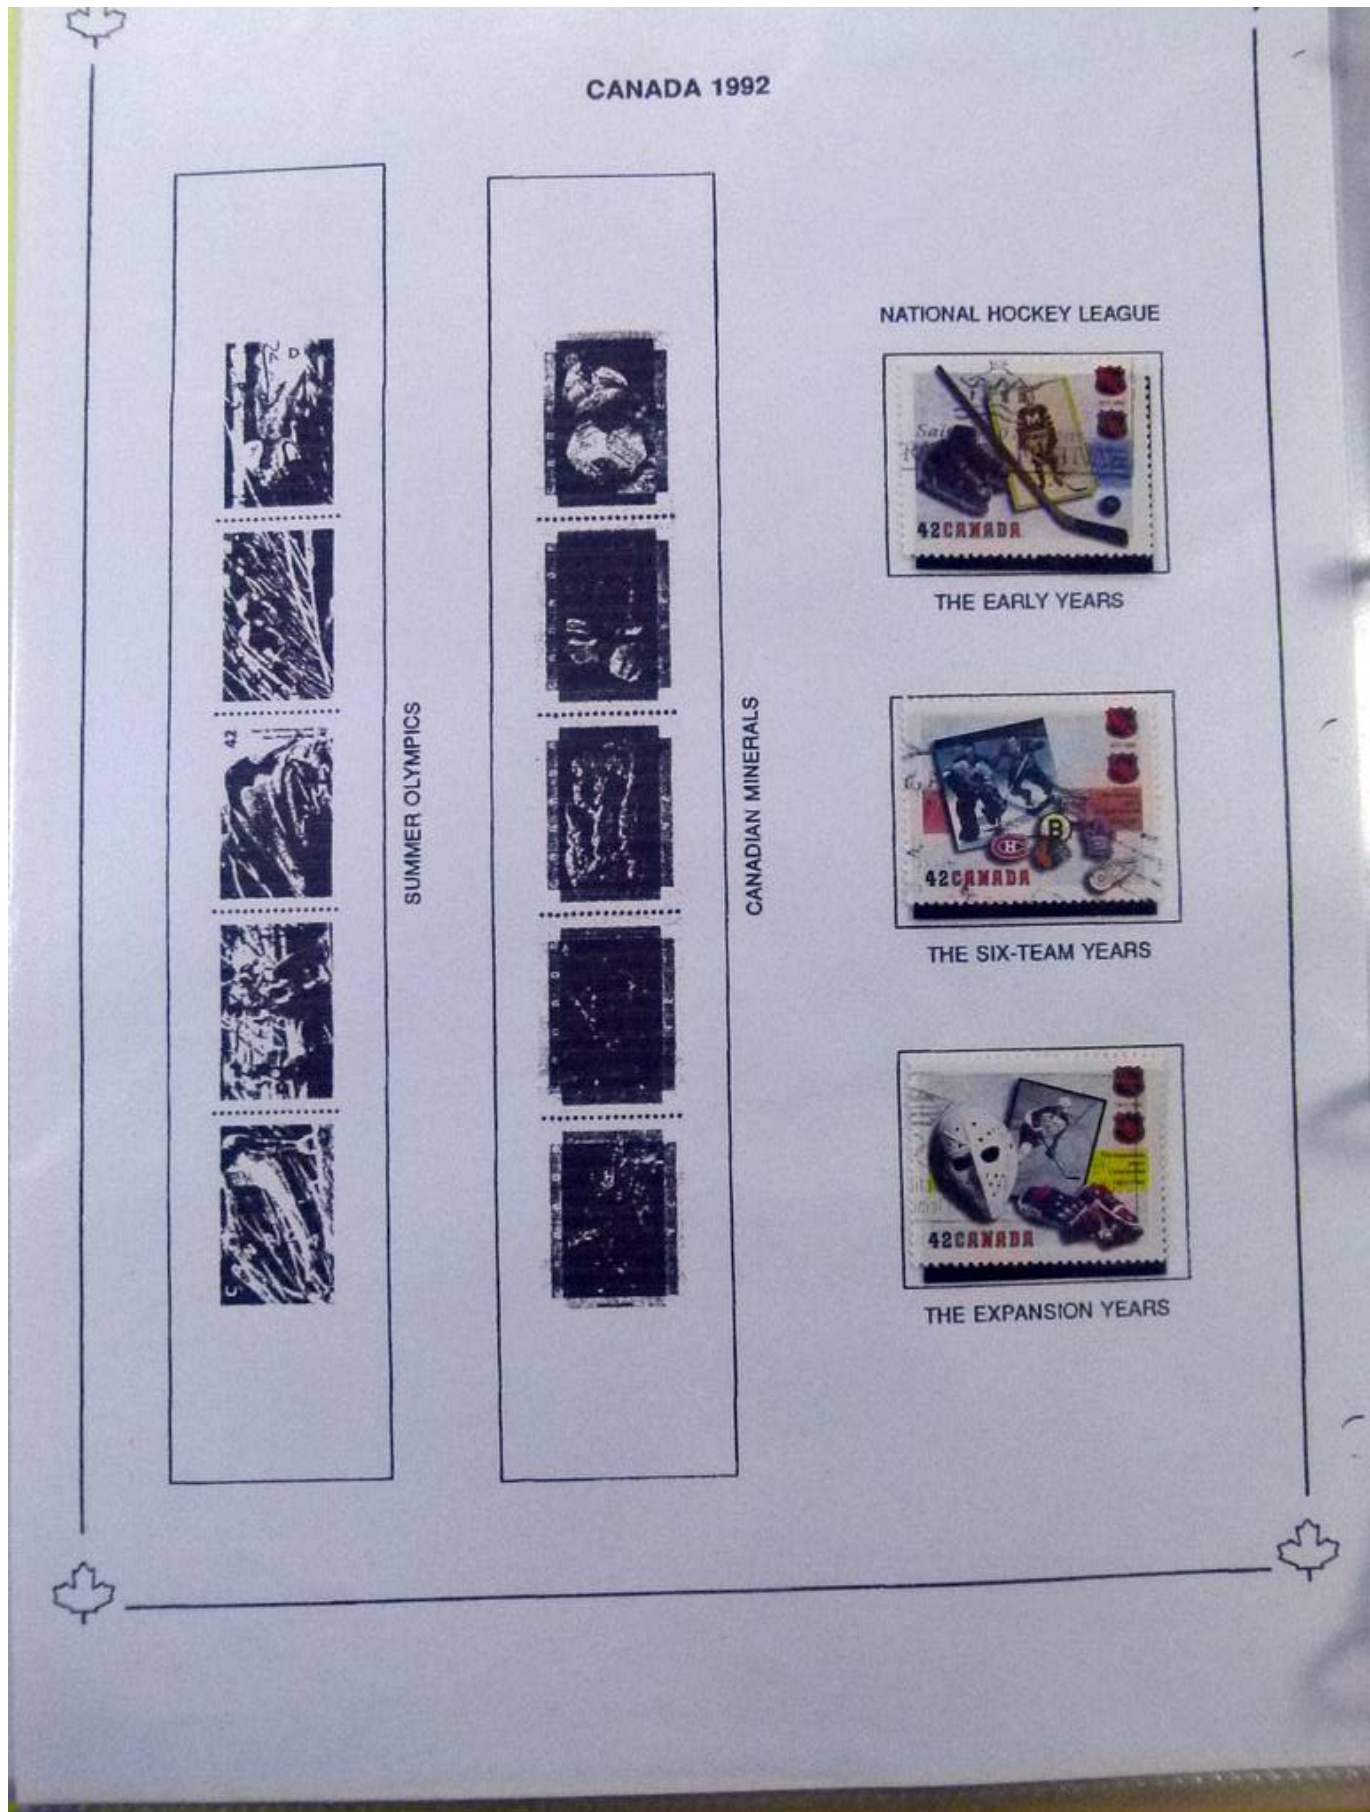 CANADA 1992
SUMMER OLYMPICS
42
D
CANADIAN MINERALS
NATIONAL HOCKEY LEAGUE
42CANADA
THE EARLY YEARS
B
H
42CANADA
THE SIX-TEAM YEARS
42CANADA
THE EXPANSION YEARS